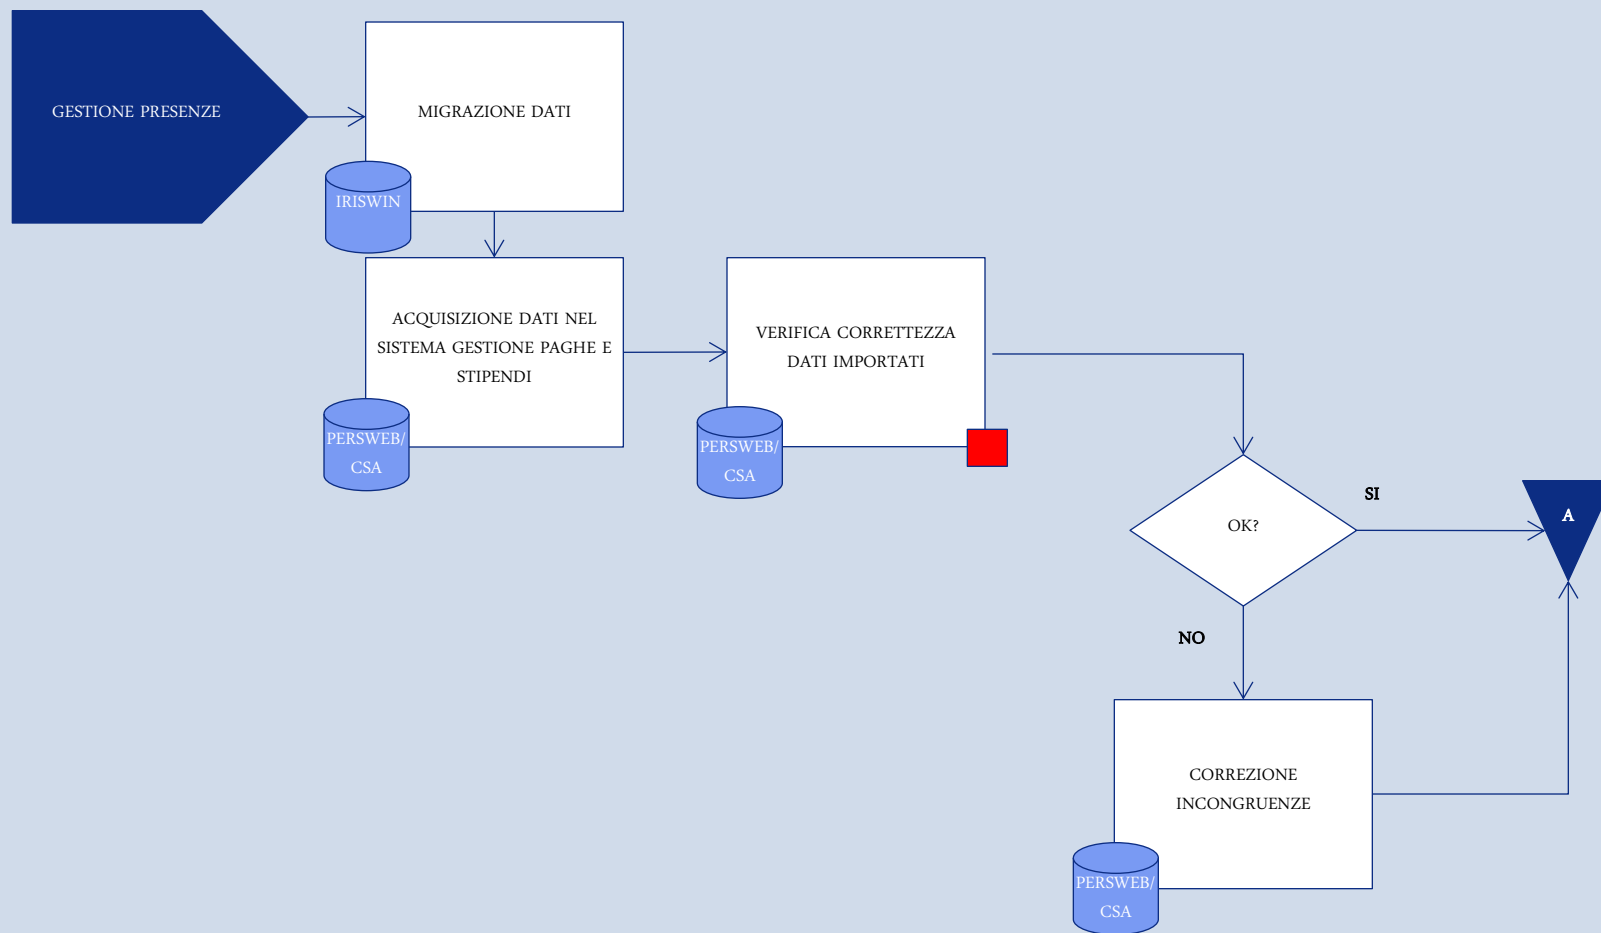 GESTIONE PRESENZE
MIGRAZIONE DATI
IRISWIN
ACQUISIZIONE DATI NEL
SISTEMA GESTIONE PAGHE E
STIPENDI
PERSWEB/
CSA
VERIFICA CORRETTEZZA
DATI IMPORTATI
PERSWEB/
CSA
OK?
SI
A
NO
CORREZIONE
INCONGRUENZE
PERSWEB/
CSA